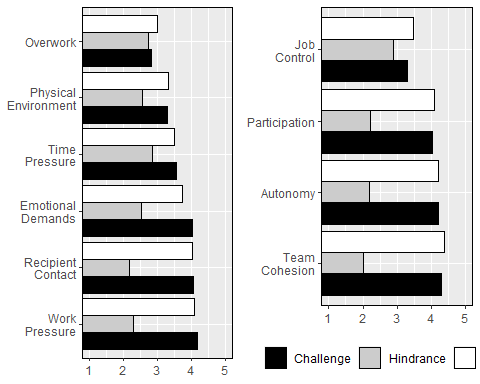 Overwork
Physical
Environment
Time
Pressure
Emotional
Demands
Recipient
Contact
Work
Pressure
1 2 3 4 5
Job
Control
Participation
Autonomy
Team
Cohesion
1 2 3 4 5
Challenge Hindrance